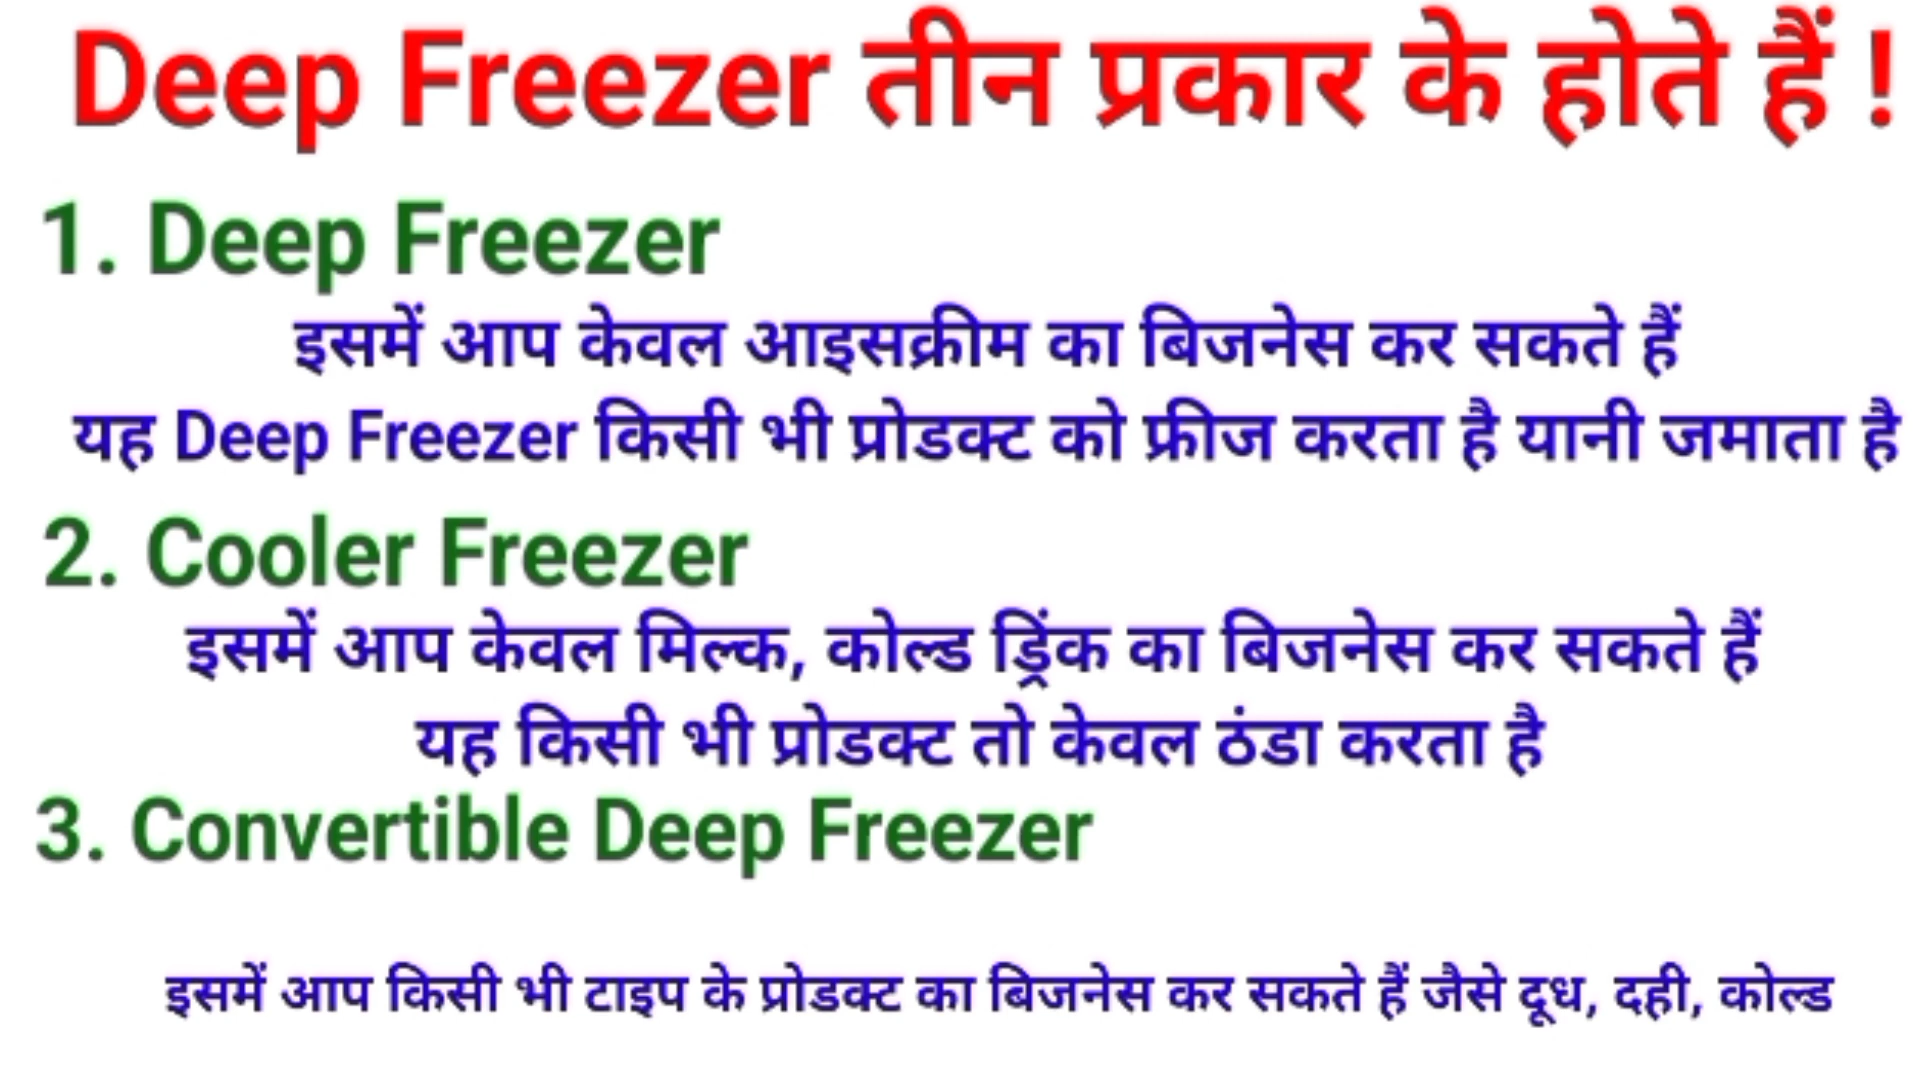 Deep Freezer तीन प्रकार के होते हैं !
1. Deep Freezer
इसमें आप केवल आइसक्रीम का बिजनेस कर सकते हैं
यह Deep Freezer किसी भी प्रोडक्ट को फ्रीज करता है यानी जमाता है
2. Cooler Freezer
इसमें आप केवल मिल्क, कोल्ड ड्रिंक का बिजनेस कर सकते हैं
यह किसी भी प्रोडक्ट तो केवल ठंडा करता है
3. Convertible Deep Freezer
इसमें आप किसी भी टाइप के प्रोडक्ट का बिजनेस कर सकते हैं जैसे दूध, दही, कोल्ड